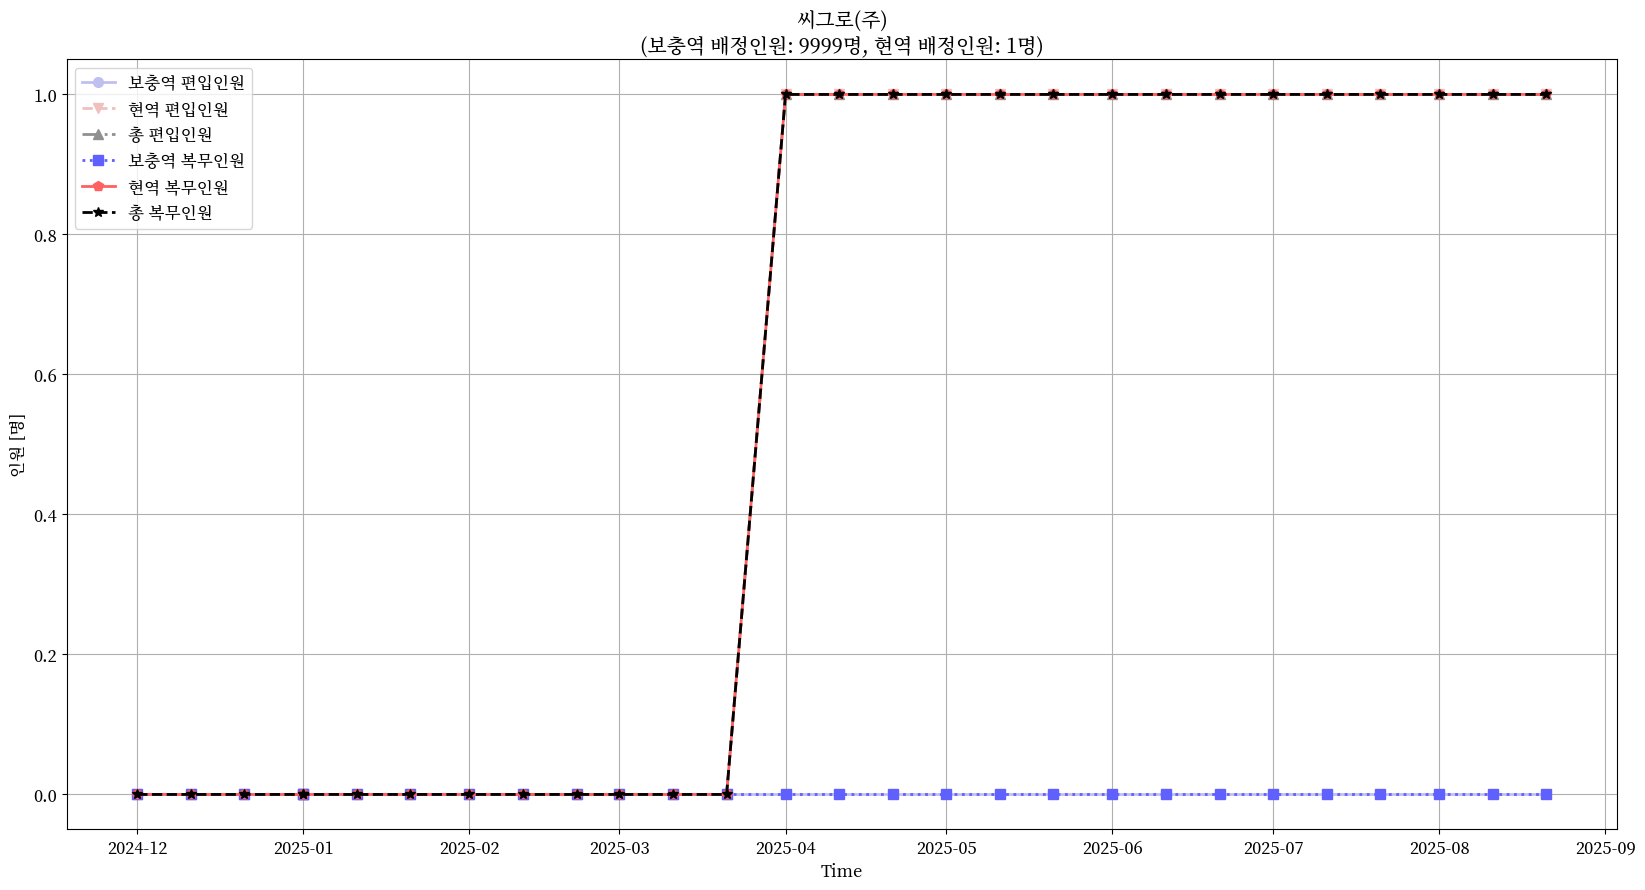 씨그로(주)
(보충역 배정인원: 9999명, 현역 배정인원: 1명)
보충역 편입인원
현역 편입인원
총 편입인원
보충역 복무인원
현역 복무인원
총 복무인원
인원 [명]
1.0
0.8
0.6
0.4
0.2
0.0
2024-12
2025-01
2025-02
2025-03
2025-04
2025-05
2025-06
2025-07
2025-08
2025-09
Time